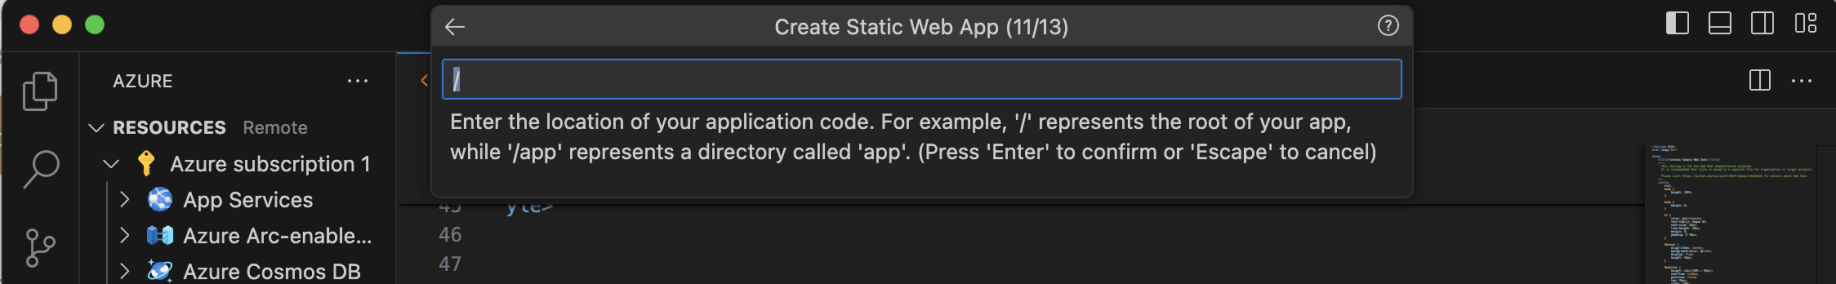 Create Static Web App (11/13)
AZURE
/
Enter the location of your application code. For example, '/' represents the root of your app,
while '/app' represents a directory called 'app'. (Press 'Enter' to confirm or 'Escape' to cancel)
RESOURCES Remote
Azure subscription 1
App Services
Azure Arc-enable...
Azure Cosmos DB
45 yle>
46
47